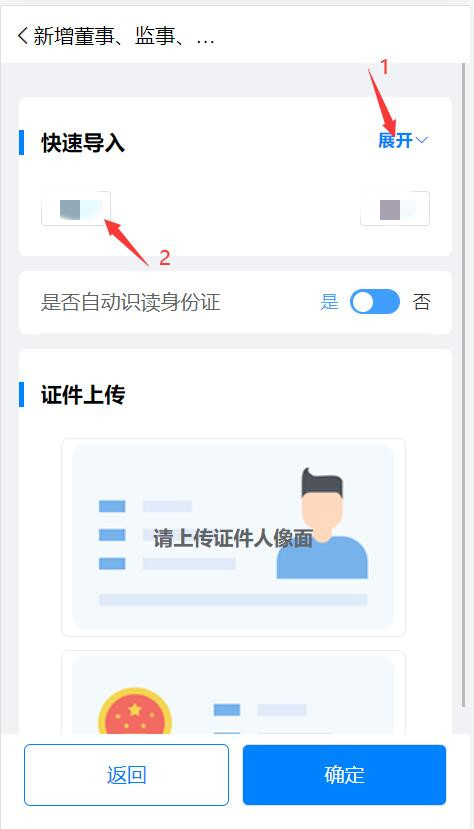 新增董事、监事、...
1
快速导入
展开
2
是否自动识读身份证
是
否
证件上传
请上传证件人像面
返回
确定